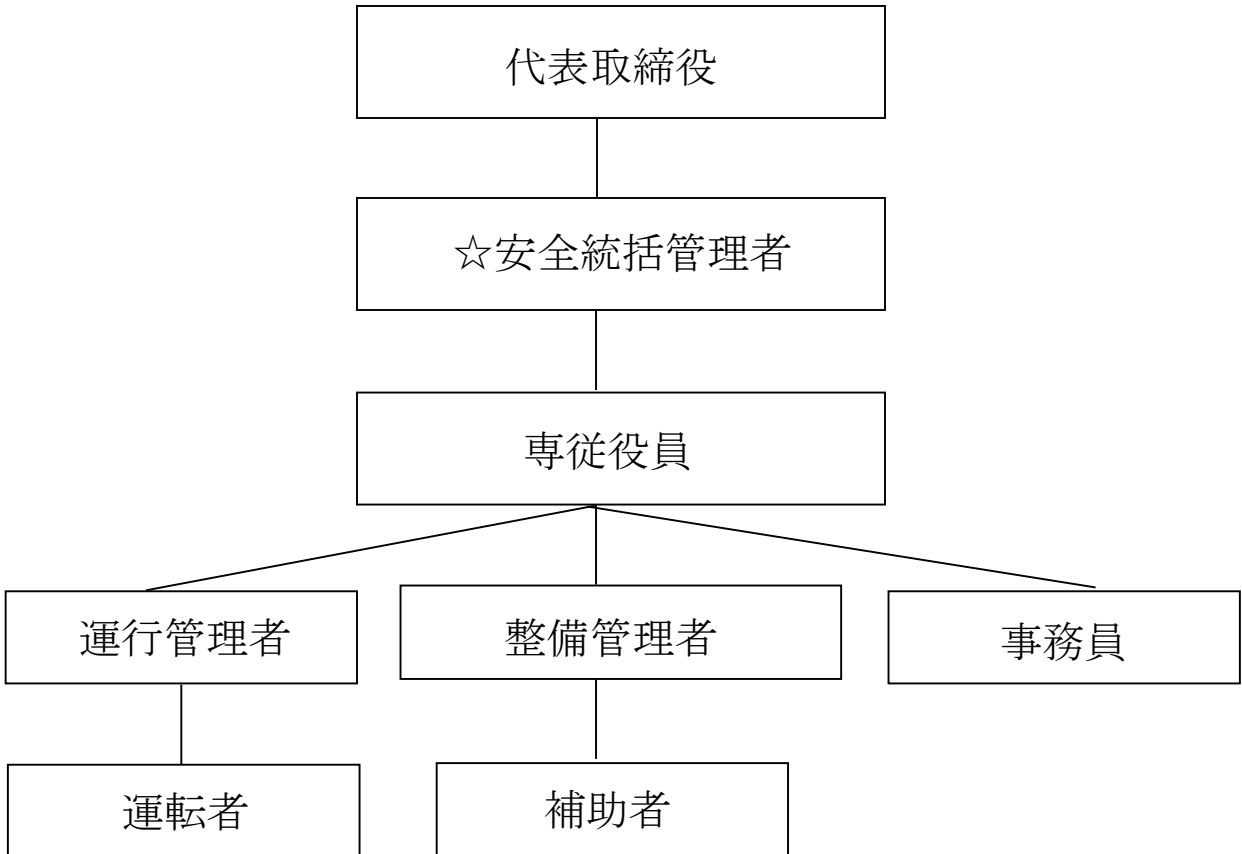 代表取締役
☆安全統括管理者
専従役員
運行管理者
整備管理者
事務員
運転者
補助者